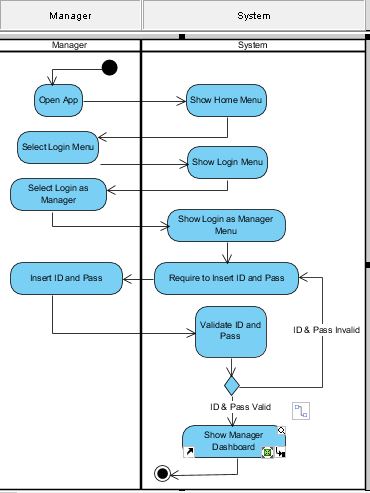 Manager
System
Manager
System
Open App
Show Home Menu
Select Login Menu
Show Login Menu
Select Login as
Manager
Show Login as Manager
Menu
Insert ID and Pass
Require to Insert ID and Pass
Validate ID and
Pass
ID & Pass Invalid
ID & Pass Valid
Show Manager
Dashboard